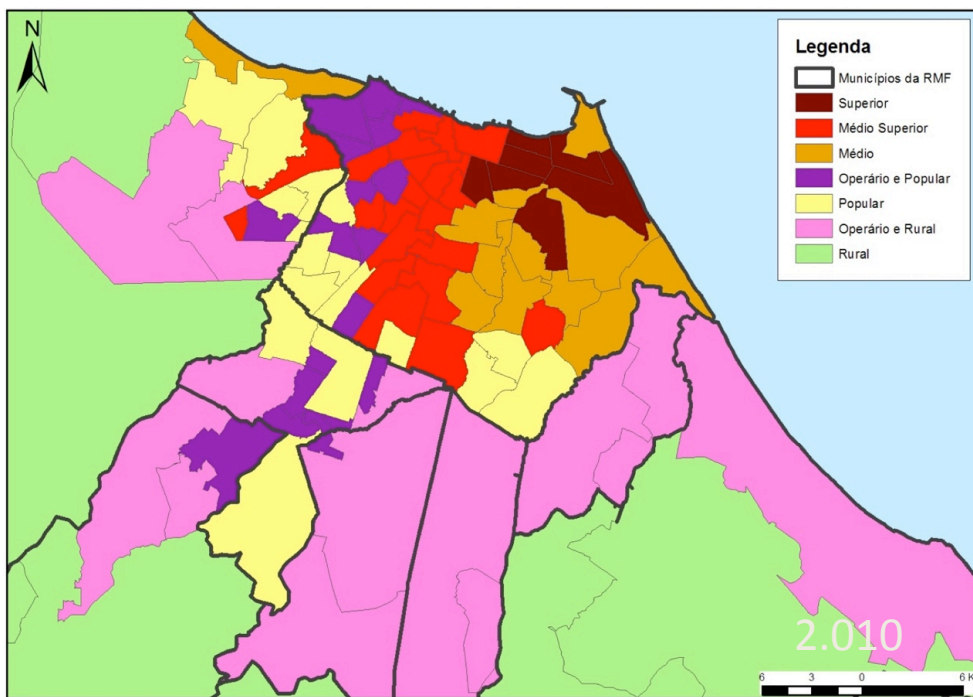 N
Legenda
Municípios da RMF
Superior
Médio Superior
Médio
Operário e Popular
Popular
Operário e Rural
Rural
2.010
6 3 0 6 K